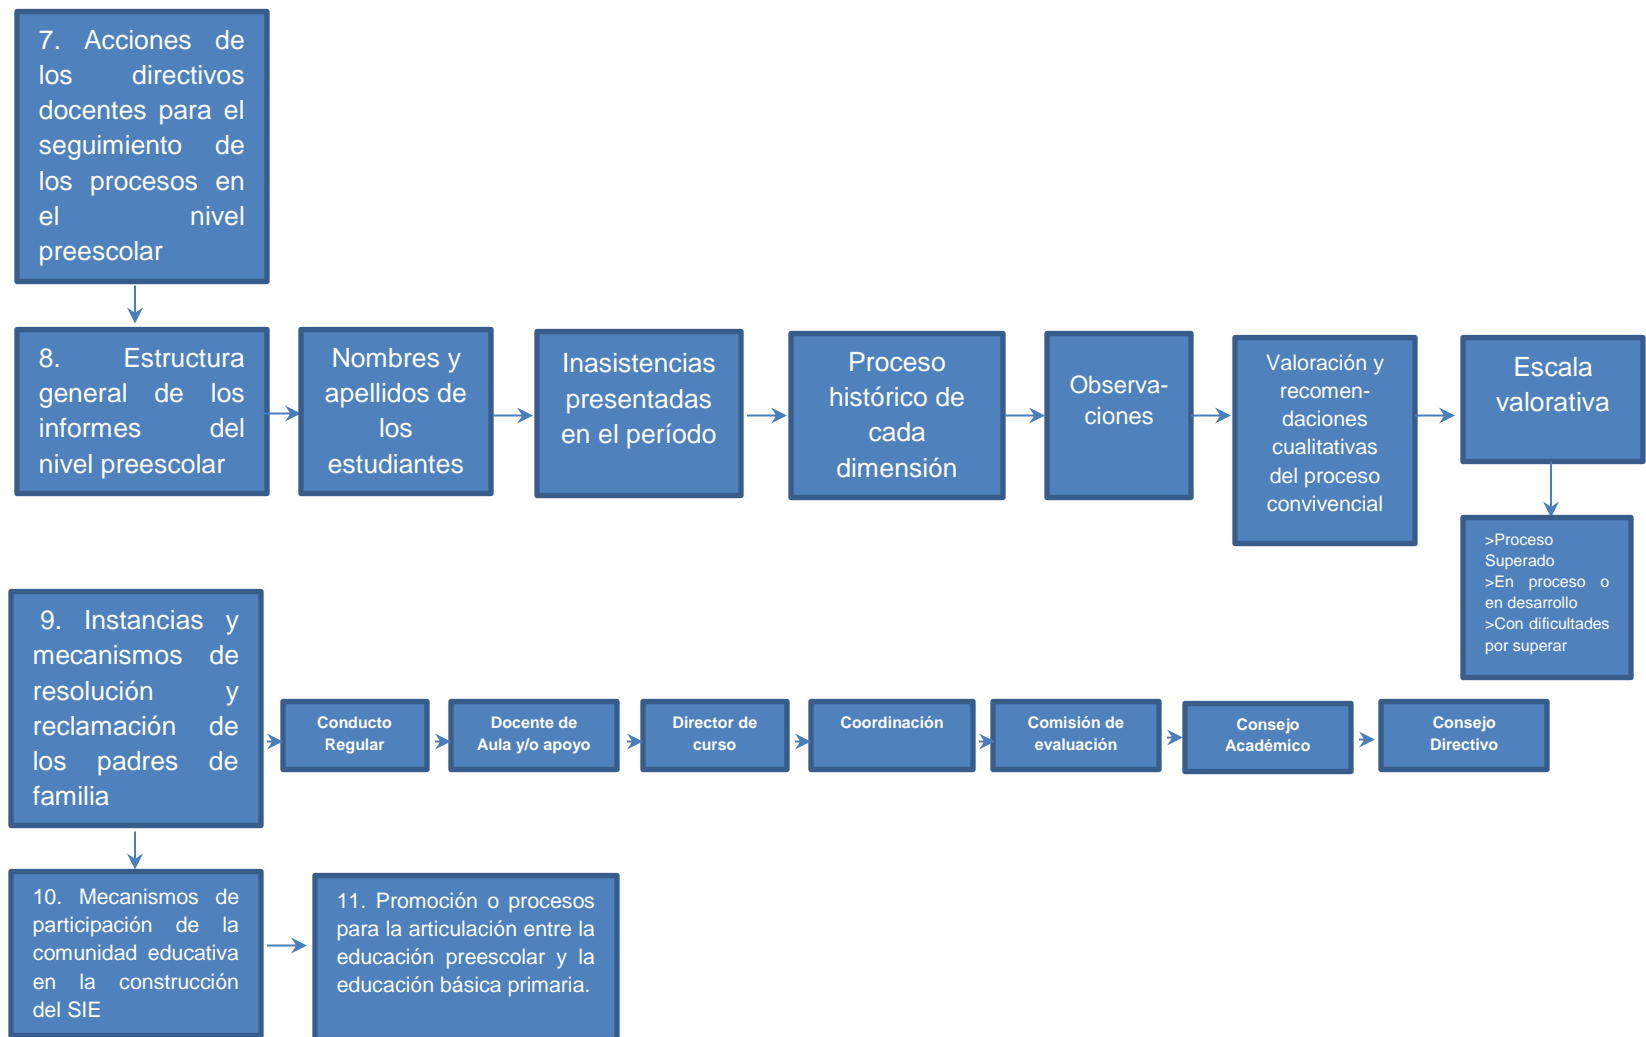 7. Acciones de
los directivos
docentes para el
seguimiento de
los procesos en
el nivel
preescolar
8. Estructura
general de los
informes del
nivel preescolar
Nombres y
apellidos de
los
estudiantes
Inasistencias
presentadas
en el período
Proceso
histórico de
cada
dimensión
Observa-
ciones
Valoración y
recomen-
daciones
cualitativas
del proceso
convivencial
Escala
valorativa
>Proceso
Superado
>En proceso o
en desarrollo
>Con dificultades
por superar
9. Instancias y
mecanismos de
resolución y
reclamación de
los padres de
familia
Conducto
Regular
Docente de
Aula y/o apoyo
Director de
curso
Coordinación
Comisión de
evaluación
Consejo
Académico
Consejo
Directivo
10. Mecanismos de
participación de la
comunidad educativa
en la construcción
del SIE
11. Promoción o procesos
para la articulación entre la
educación preescolar y la
educación básica primaria.